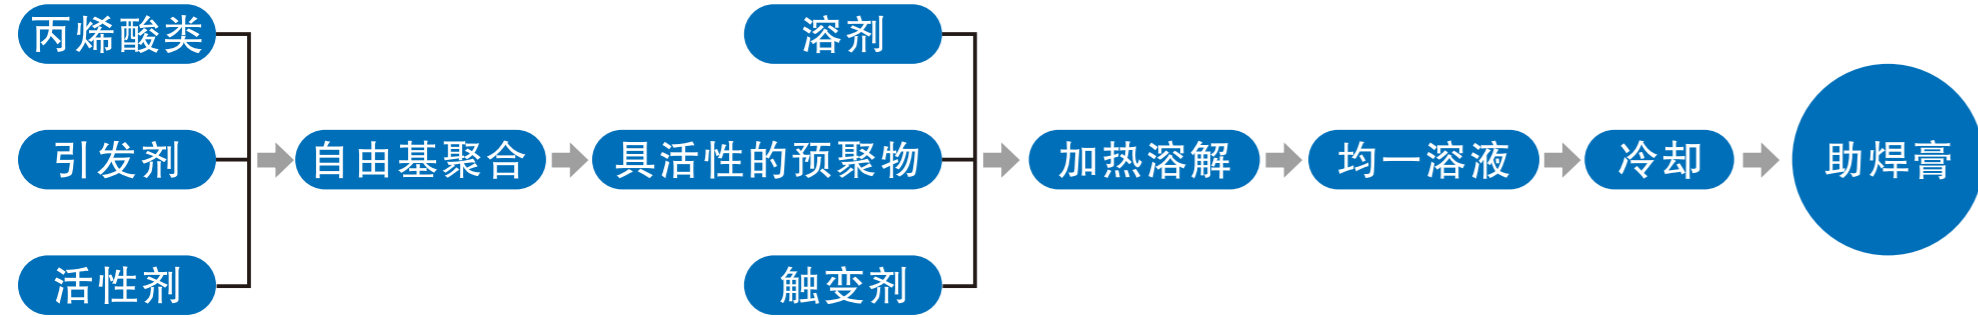 丙烯酸类
引发剂
活性剂
自由基聚合
具活性的预聚物
溶剂
触变剂
加热溶解
均一溶液
冷却
助焊膏